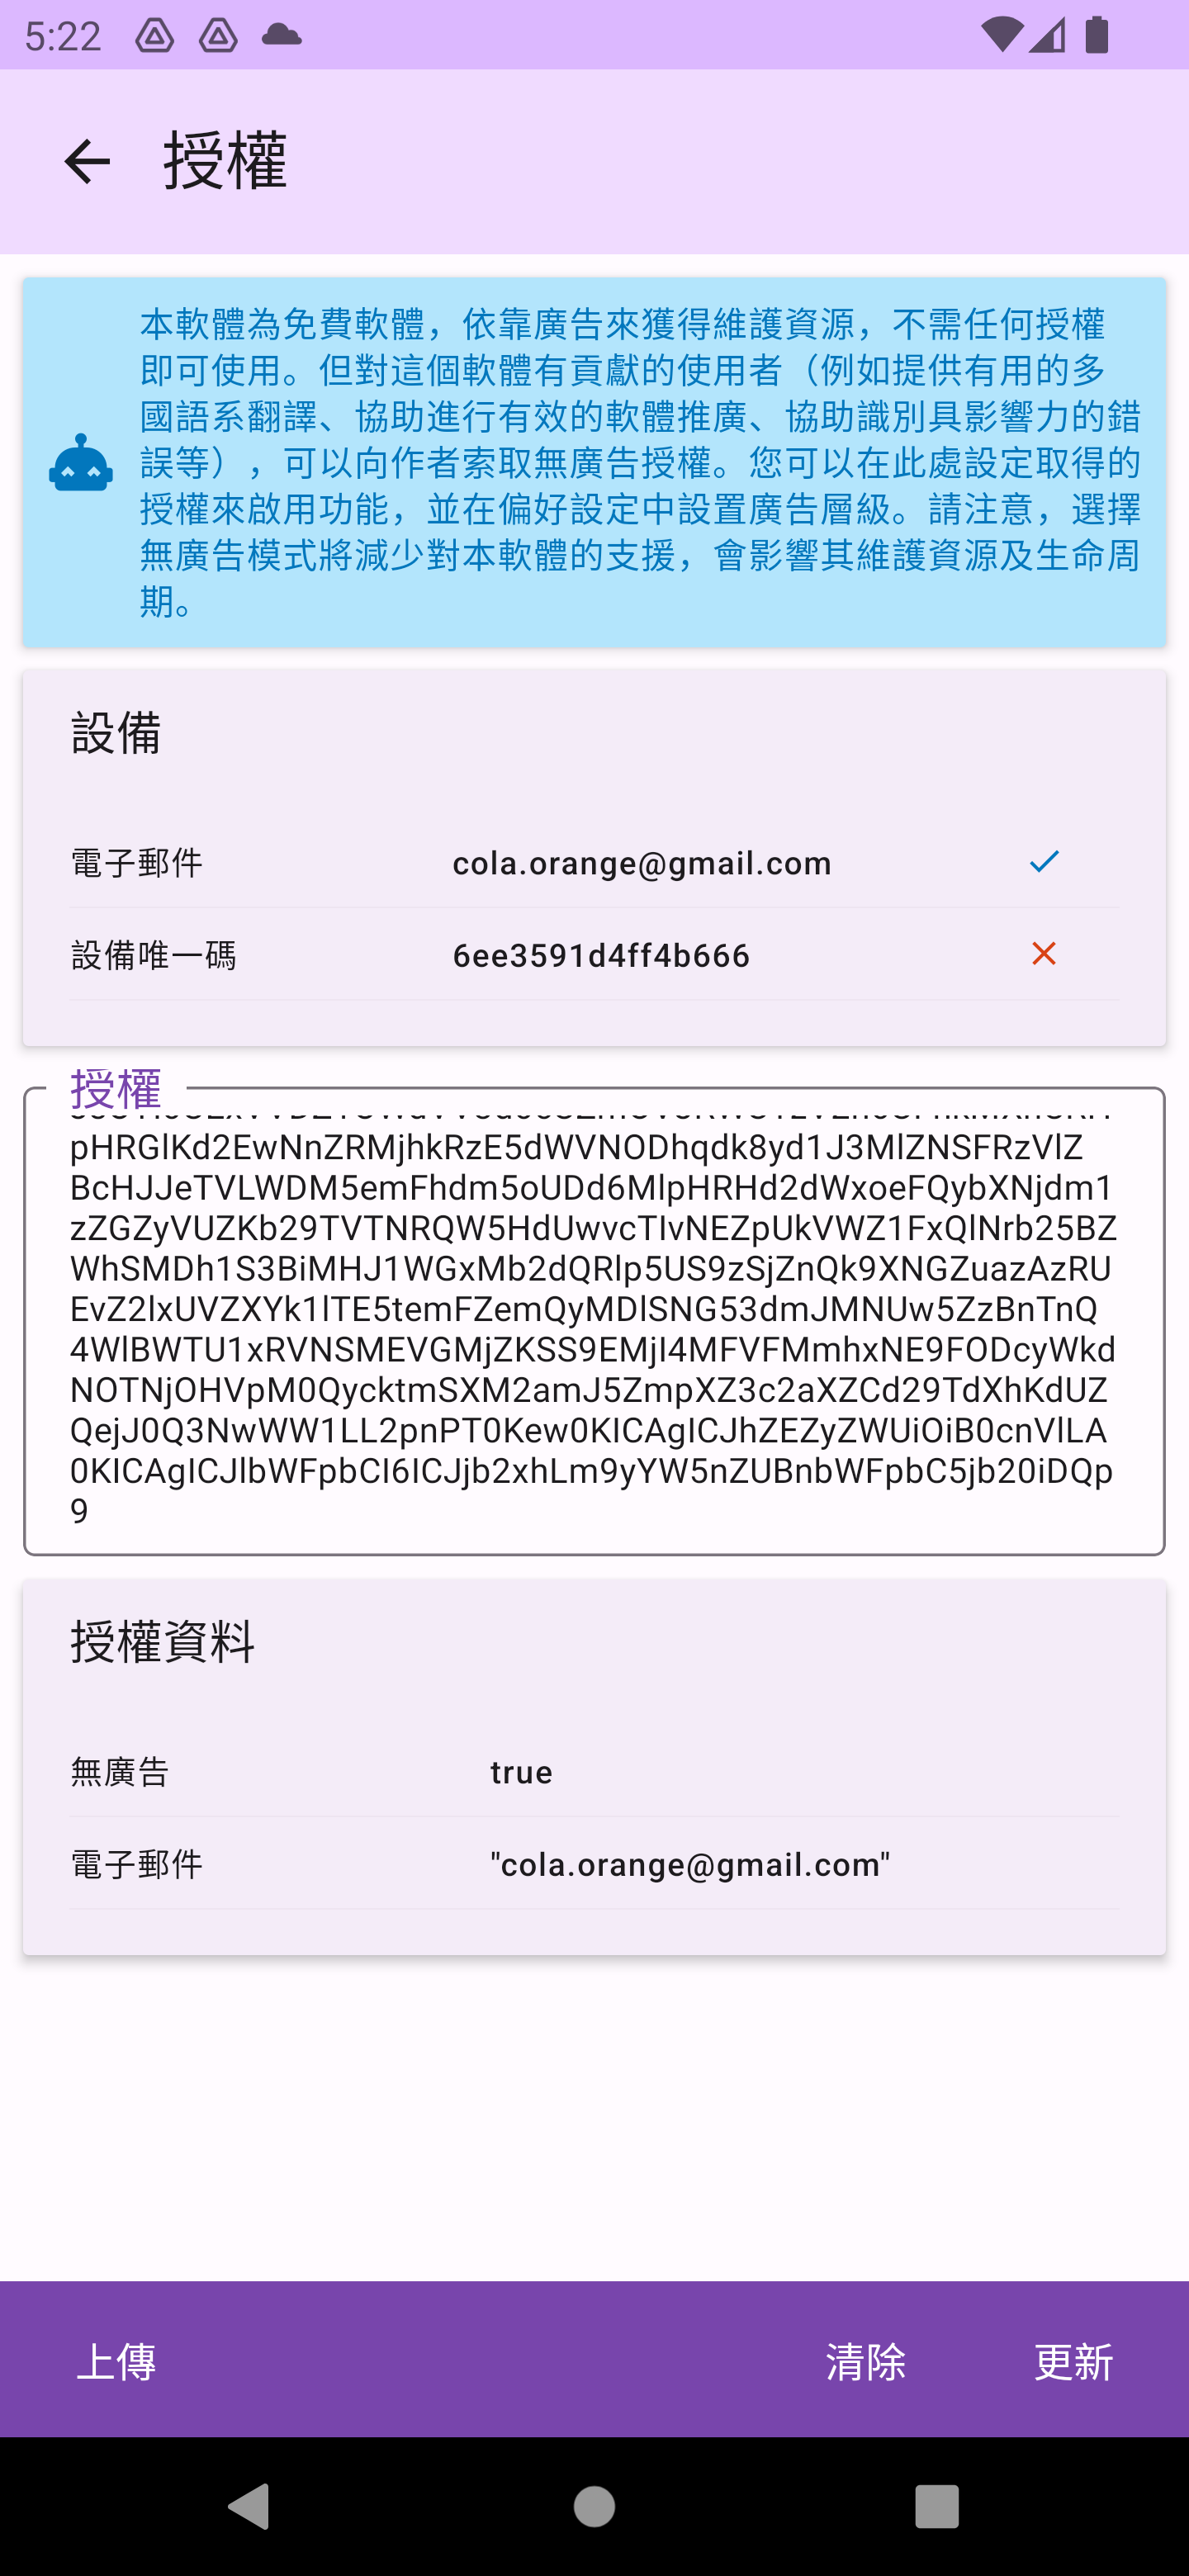 5:22
授權
本軟體為免費軟體，依靠廣告來獲得維護資源，不需任何授權
即可使用。但對這個軟體有貢獻的使用者（例如提供有用的多
國語系翻譯、協助進行有效的軟體推廣、協助識別具影響力的錯
誤等），可以向作者索取無廣告授權。您可以在此處設定取得的
授權來啟用功能，並在偏好設定中設置廣告層級。請注意，選擇
無廣告模式將減少對本軟體的支援，會影響其維護資源及生命周
期。
設備
電子郵件 cola.orange@gmail.com
設備唯一碼 6ee3591d4ff4b666
授權
pHRGlKd2EwNnZRMjhkRzE5dWVNODhqdk8yd1J3MlZNSFRzVlZ
BcHJJeTVLWDM5emFhdm5oUDd6MlpHRHd2dWxoeFQybXNjdm1
zZGZyVUZKb29TVTNRQW5HdUwvcTIvNEZpUkVWZ1FxQlNrb25BZ
WhSMDh1S3BiMHJ1WGxMb2dQRlp5US9zSjZnQk9XNGZuazAzRU
EvZ2lxUVZXYk1lTE5temFZemQyMDlSNG53dmJMNUw5ZzBnTnQ
4WlBWTU1xRVNSMEVGMjZKSS9EMjI4MFVFMmhxNE9FODcyWkd
NOTNjOHVpM0QycktmSXM2amJ5ZmpXZ3c2aXZCd29TdXhKdUZ
QejJ0Q3NwWW1LL2pnPT0Kew0KICAgICJhZEZyZWUiOiB0cnVlLA
0KICAgICJlbWFpbCI6ICJjb2xhLm9yYW5nZUBnbWFpbC5jb20iDQp
9
授權資料
無廣告 true
電子郵件 "cola.orange@gmail.com"
上傳 清除 更新